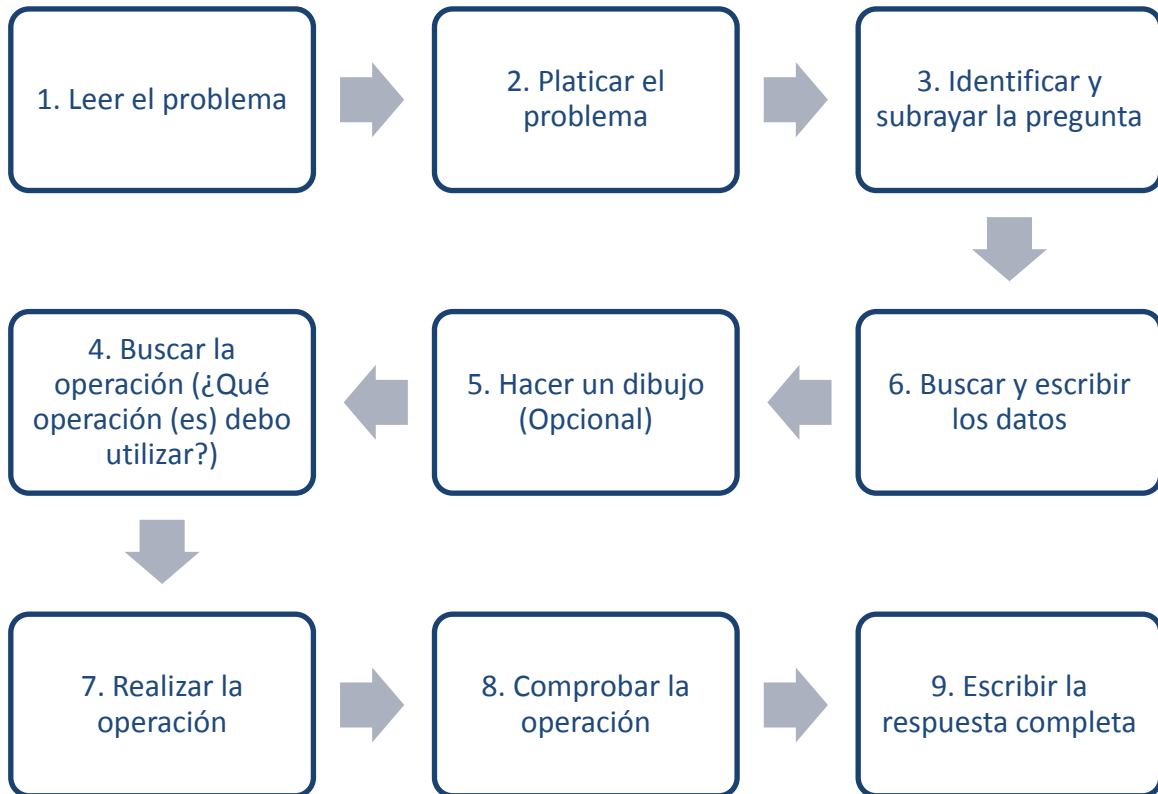 1. Leer el problema
2. Platicar el
problema
3. Identificar y
subrayar la pregunta
4. Buscar la
operación (¿Qué
operación (es) debo
utilizar?)
5. Hacer un dibujo
(Opcional)
6. Buscar y escribir
los datos
7. Realizar la
operación
8. Comprobar la
operación
9. Escribir la
respuesta completa